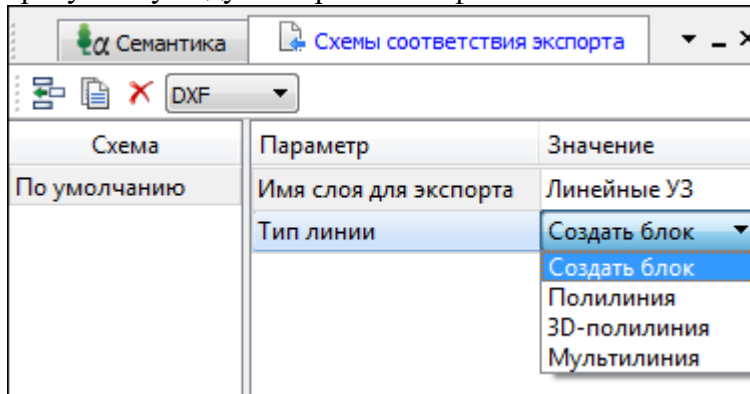 Семантика
Схемы соответствия экспорта
DXF
Схема
Параметр
Значение
По умолчанию
Имя слоя для экспорта
Линейные УЗ
Тип линии
Создать блок
Создать блок
Полилиния
3D-полилиния
Мультилиния